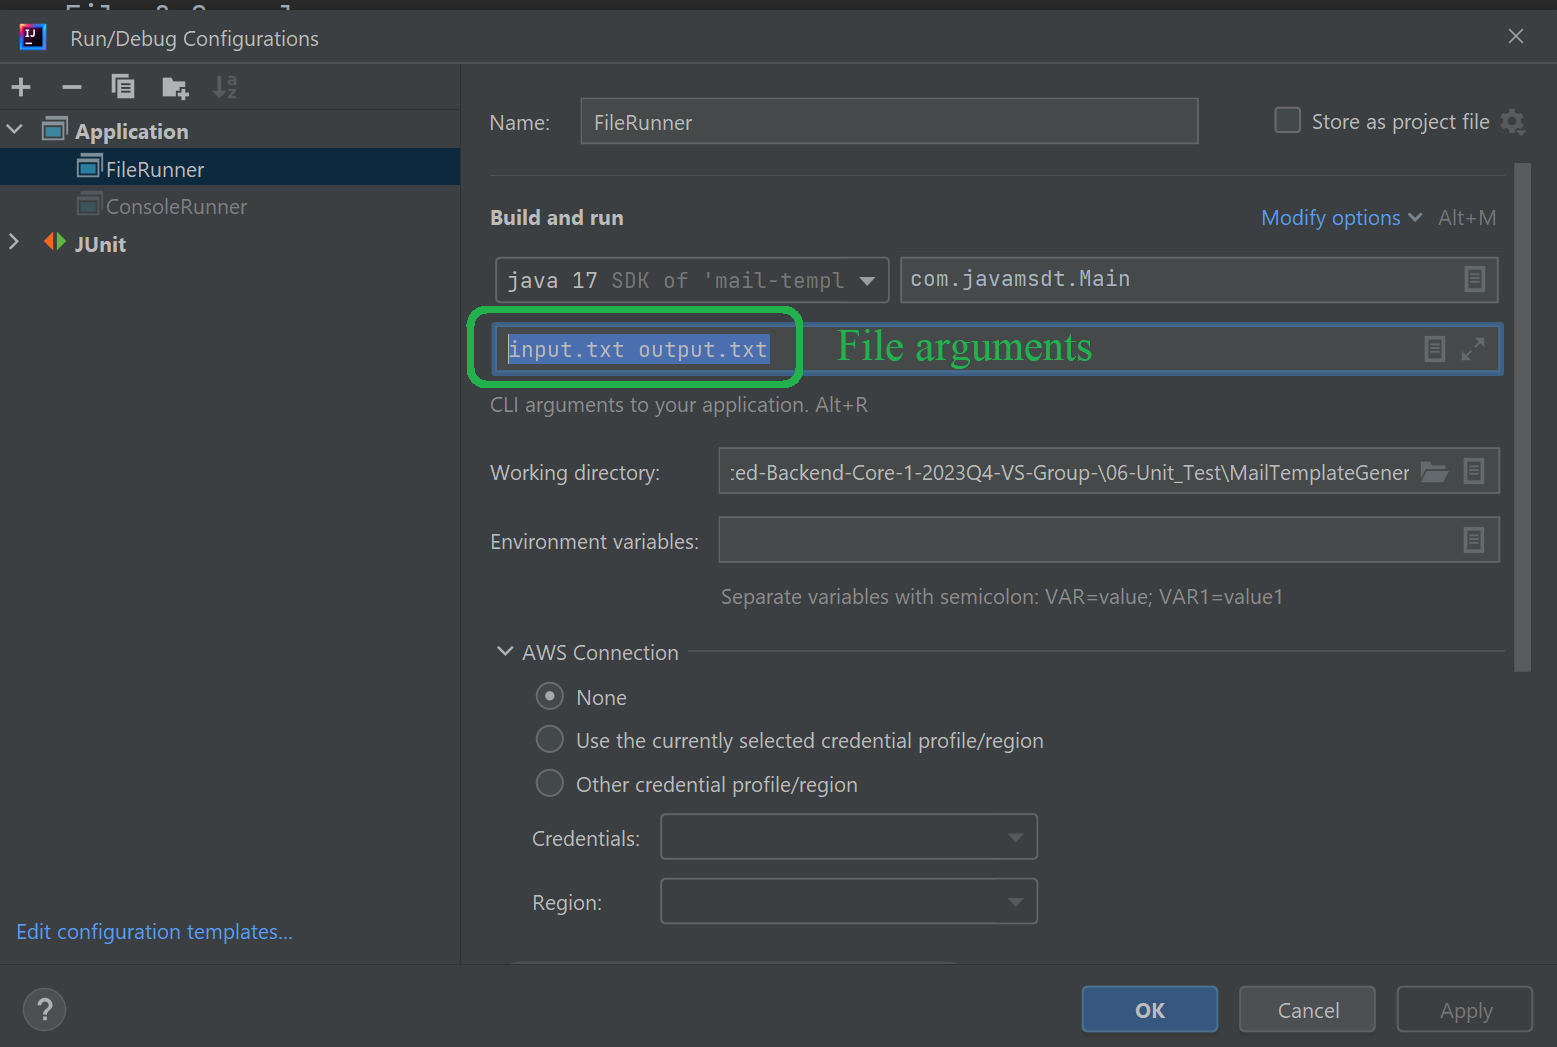 Run/Debug Configurations
Application
FileRunner
ConsoleRunner
JUnit
Edit configuration templates...
Name:
FileRunner
Store as project file
Build and run
Modify options Alt+M
java 17 SDK of 'mail-templ
com.javamsdt.Main
input.txt output.txt
File arguments
CLI arguments to your application. Alt+R
Working directory:
ted-Backend-Core-1-2023Q4-VS-Group-\06-Unit_Test\MailTemplateGener
Environment variables:
Separate variables with semicolon: VAR=value; VAR1=value1
AWS Connection
None
Use the currently selected credential profile/region
Other credential profile/region
Credentials:
Region:
?
OK
Cancel
Apply